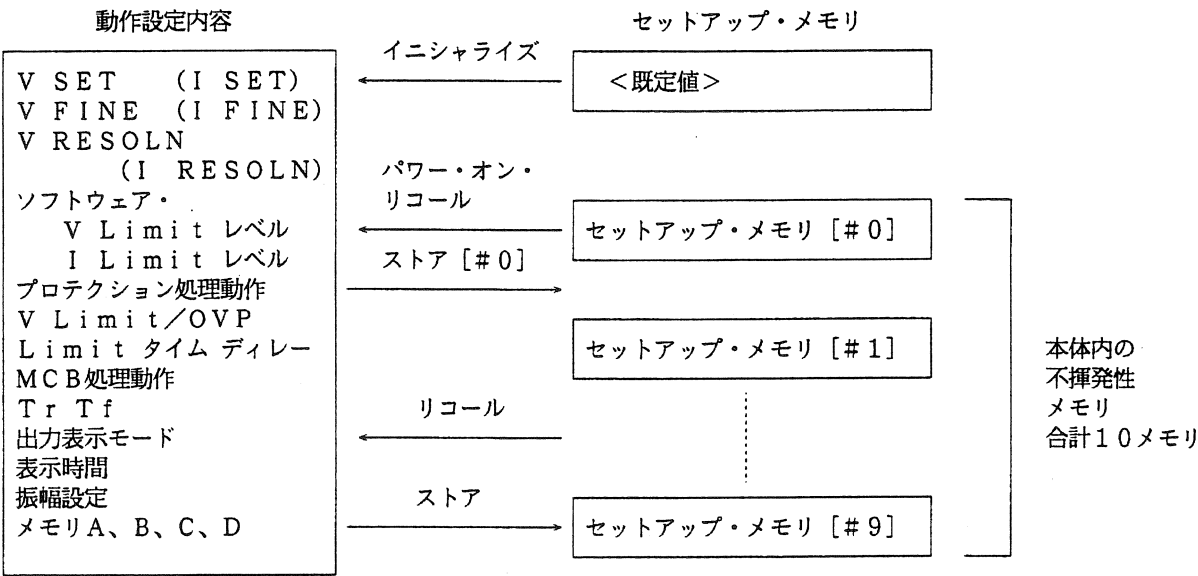 動作設定内容
V SET (I SET)
V FINE (I FINE)
V RESOLN
(I RESOLN)
ソフトウェア・
V Limit レベル
I Limit レベル
プロテクション処理動作
V Limit/OVP
Limit タイム ディレー
MCB処理動作
Tr Tf
出力表示モード
表示時間
振幅設定
メモリA、B、C、D
イニシャライズ
パワー・オン・
リコール
ストア[#0]
リコール
ストア
セットアップ・メモリ
<既定値>
セットアップ・メモリ[#0]
セットアップ・メモリ[#1]
セットアップ・メモリ[#9]
本体内の
不揮発性
メモリ
合計10メモリ